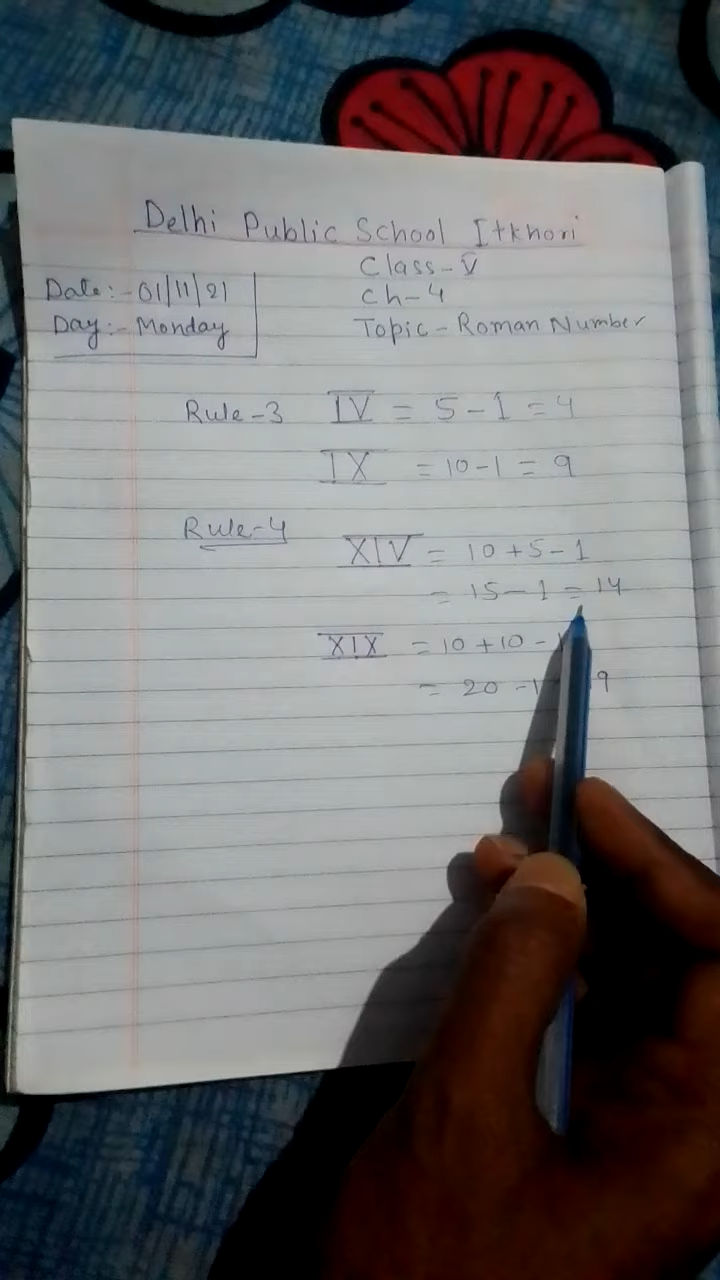 Delhi Public School Itkhori
Class-V
Date:- 01/11/21
Ch-4
Day:- Monday
Topic - Roman Number
Rule-3 IV = 5-1 = 4
IX = 10-1 = 9
Rule-4
XIV = 10+5-1
= 15-1 = 14
XIX = 10+10-
= 20-1 9